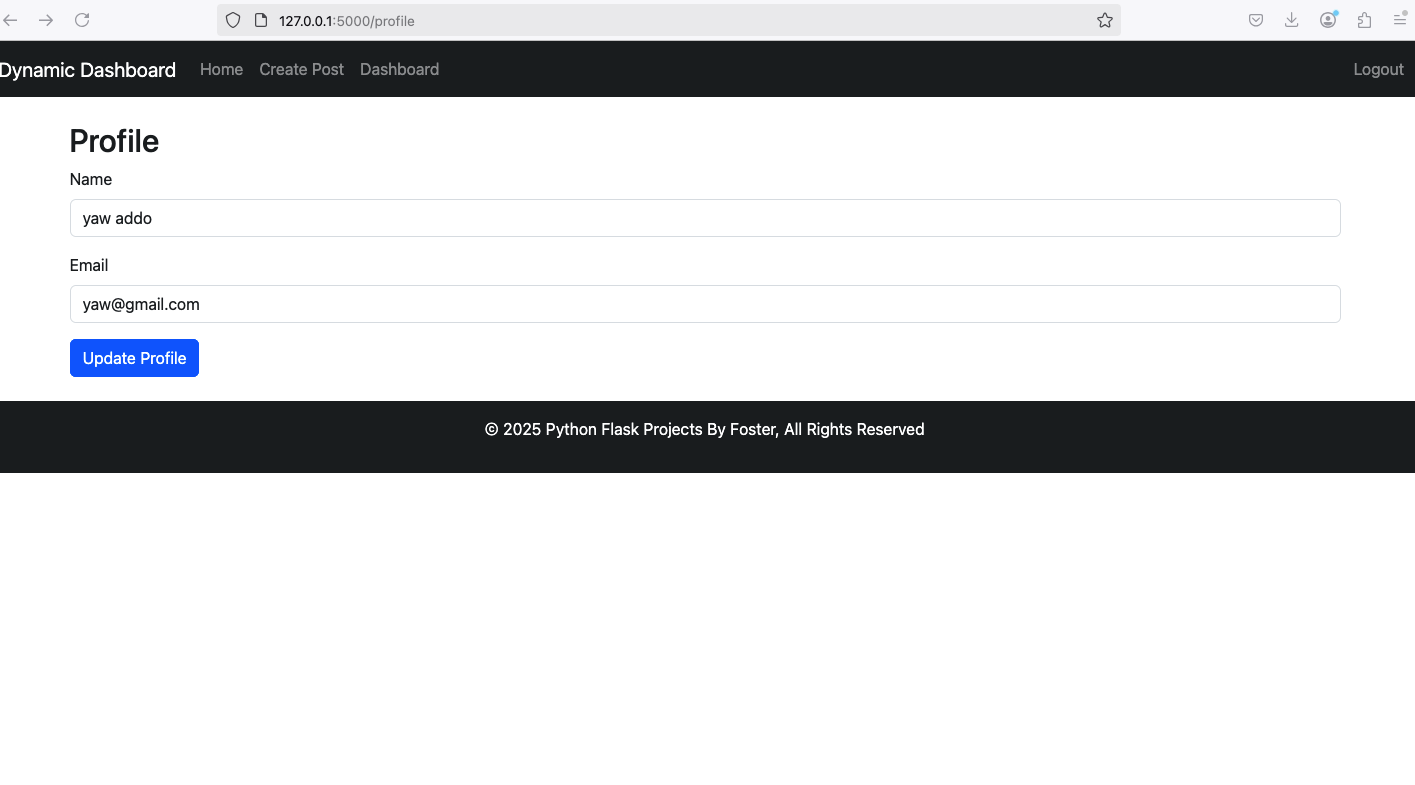 127.0.0.1:5000/profile
Dynamic Dashboard Home Create Post Dashboard Logout
Profile
Name
yaw addo
Email
yaw@gmail.com
Update Profile
© 2025 Python Flask Projects By Foster, All Rights Reserved